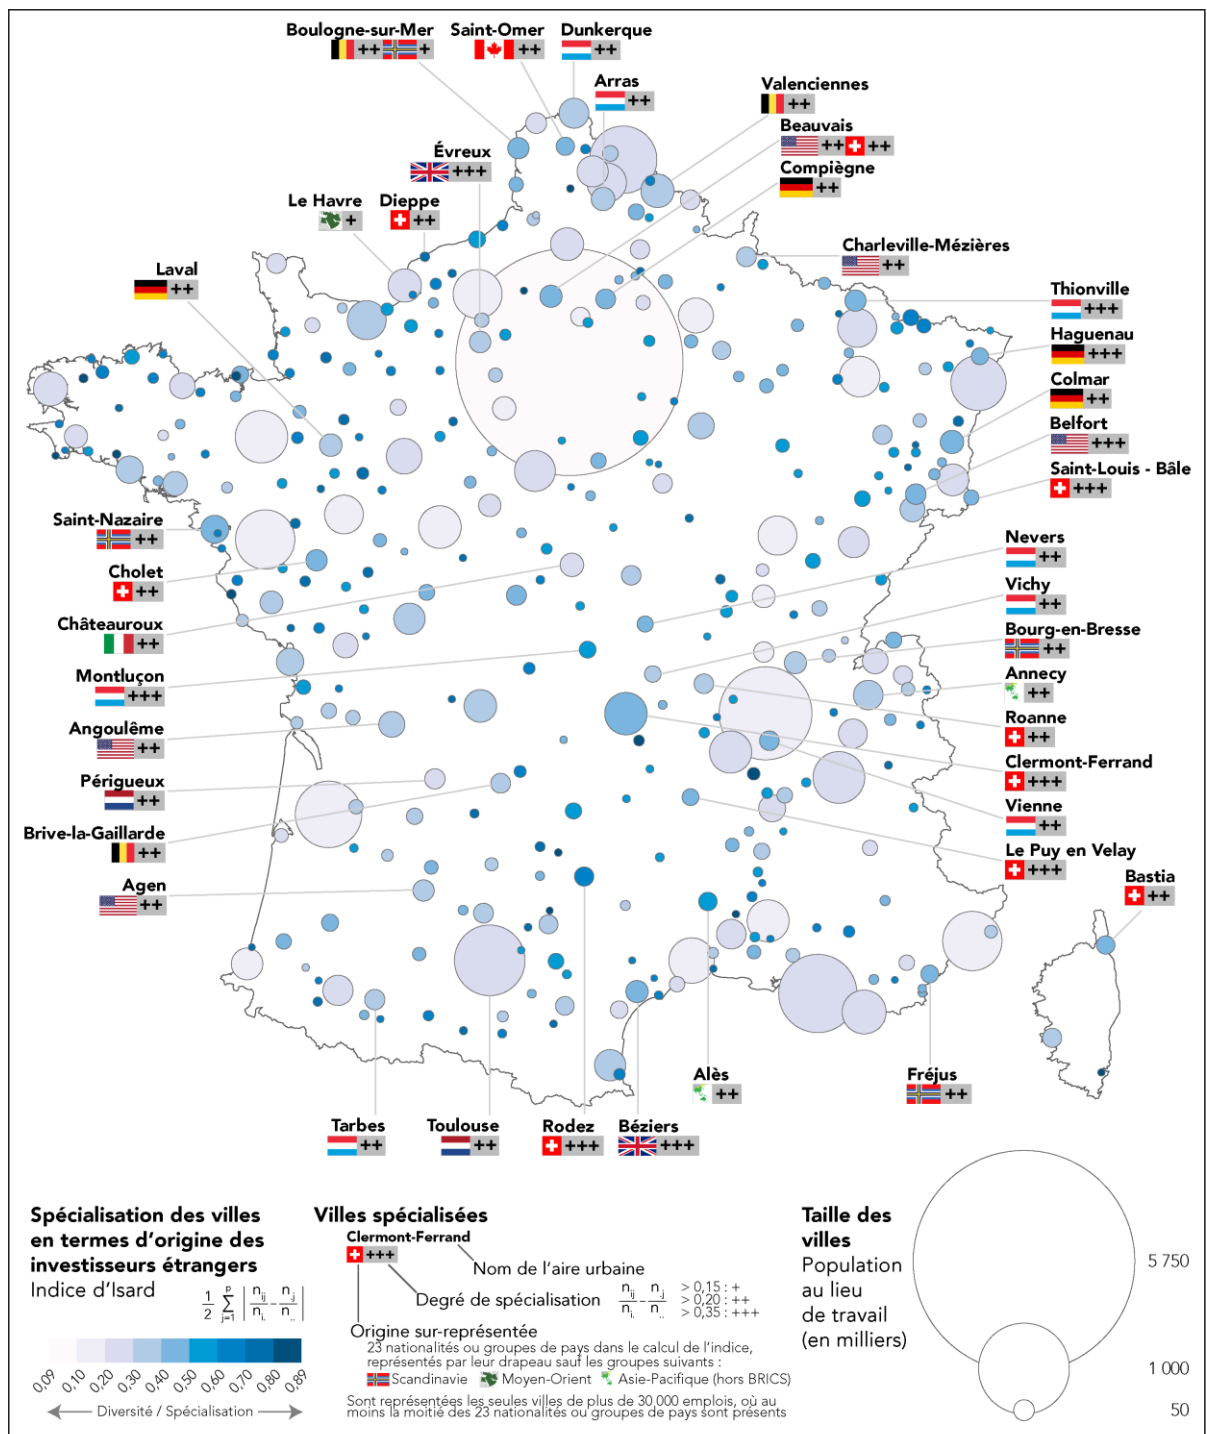 Boulogne-sur-Mer
++ +
Saint-Omer
++
Dunkerque
++
Arras
++
Valenciennes
++
Beauvais
++ ++
Compiègne
++
Évreux
+++
Le Havre
+
Dieppe
++
Charleville-Mézières
++
Laval
++
Thionville
+++
Haguenau
+++
Colmar
++
Belfort
+++
Saint-Louis - Bâle
+++
Saint-Nazaire
++
Cholet
++
Châteauroux
++
Montluçon
+++
Angoulême
++
Périgueux
++
Brive-la-Gaillarde
++
Agen
++
Nevers
++
Vichy
++
Bourg-en-Bresse
++
Annecy
++
Roanne
++
Clermont-Ferrand
+++
Vienne
++
Le Puy en Velay
+++
Bastia
++
Alès
++
Fréjus
++
Tarbes
++
Toulouse
++
Rodez
+++
Béziers
+++
Spécialisation des villes
en termes d'origine des
investisseurs étrangers
Indice d'Isard
1/2 p Σ j=1 | nij/ni. - n.j/n.. |
0,09 0,10 0,20 0,30 0,40 0,50 0,60 0,70 0,80 0,89
Diversité / Spécialisation
Villes spécialisées
Clermont-Ferrand
+++
Nom de l'aire urbaine
Degré de spécialisation
nij/ni. - n.j/n..
> 0,15 : +
> 0,20 : ++
> 0,35 : +++
Origine sur-représentée
23 nationalités ou groupes de pays dans le calcul de l'indice,
représentés par leur drapeau sauf les groupes suivants :
Scandinavie Moyen-Orient Asie-Pacifique (hors BRICS)
Sont représentées les seules villes de plus de 30 000 emplois, où au
moins la moitié des 23 nationalités ou groupes de pays sont présents
Taille des
villes
Population
au lieu
de travail
(en milliers)
5 750
1 000
50